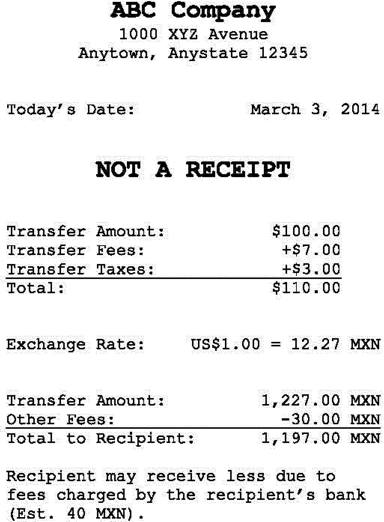 ABC Company
1000 XYZ Avenue
Anytown, Anystate 12345
Today's Date: March 3, 2014
NOT A RECEIPT
Transfer Amount: $100.00
Transfer Fees: +$7.00
Transfer Taxes: +$3.00
Total: $110.00
Exchange Rate: US$1.00 = 12.27 MXN
Transfer Amount: 1,227.00 MXN
Other Fees: -30.00 MXN
Total to Recipient: 1,197.00 MXN
Recipient may receive less due to
fees charged by the recipient's bank
(Est. 40 MXN).